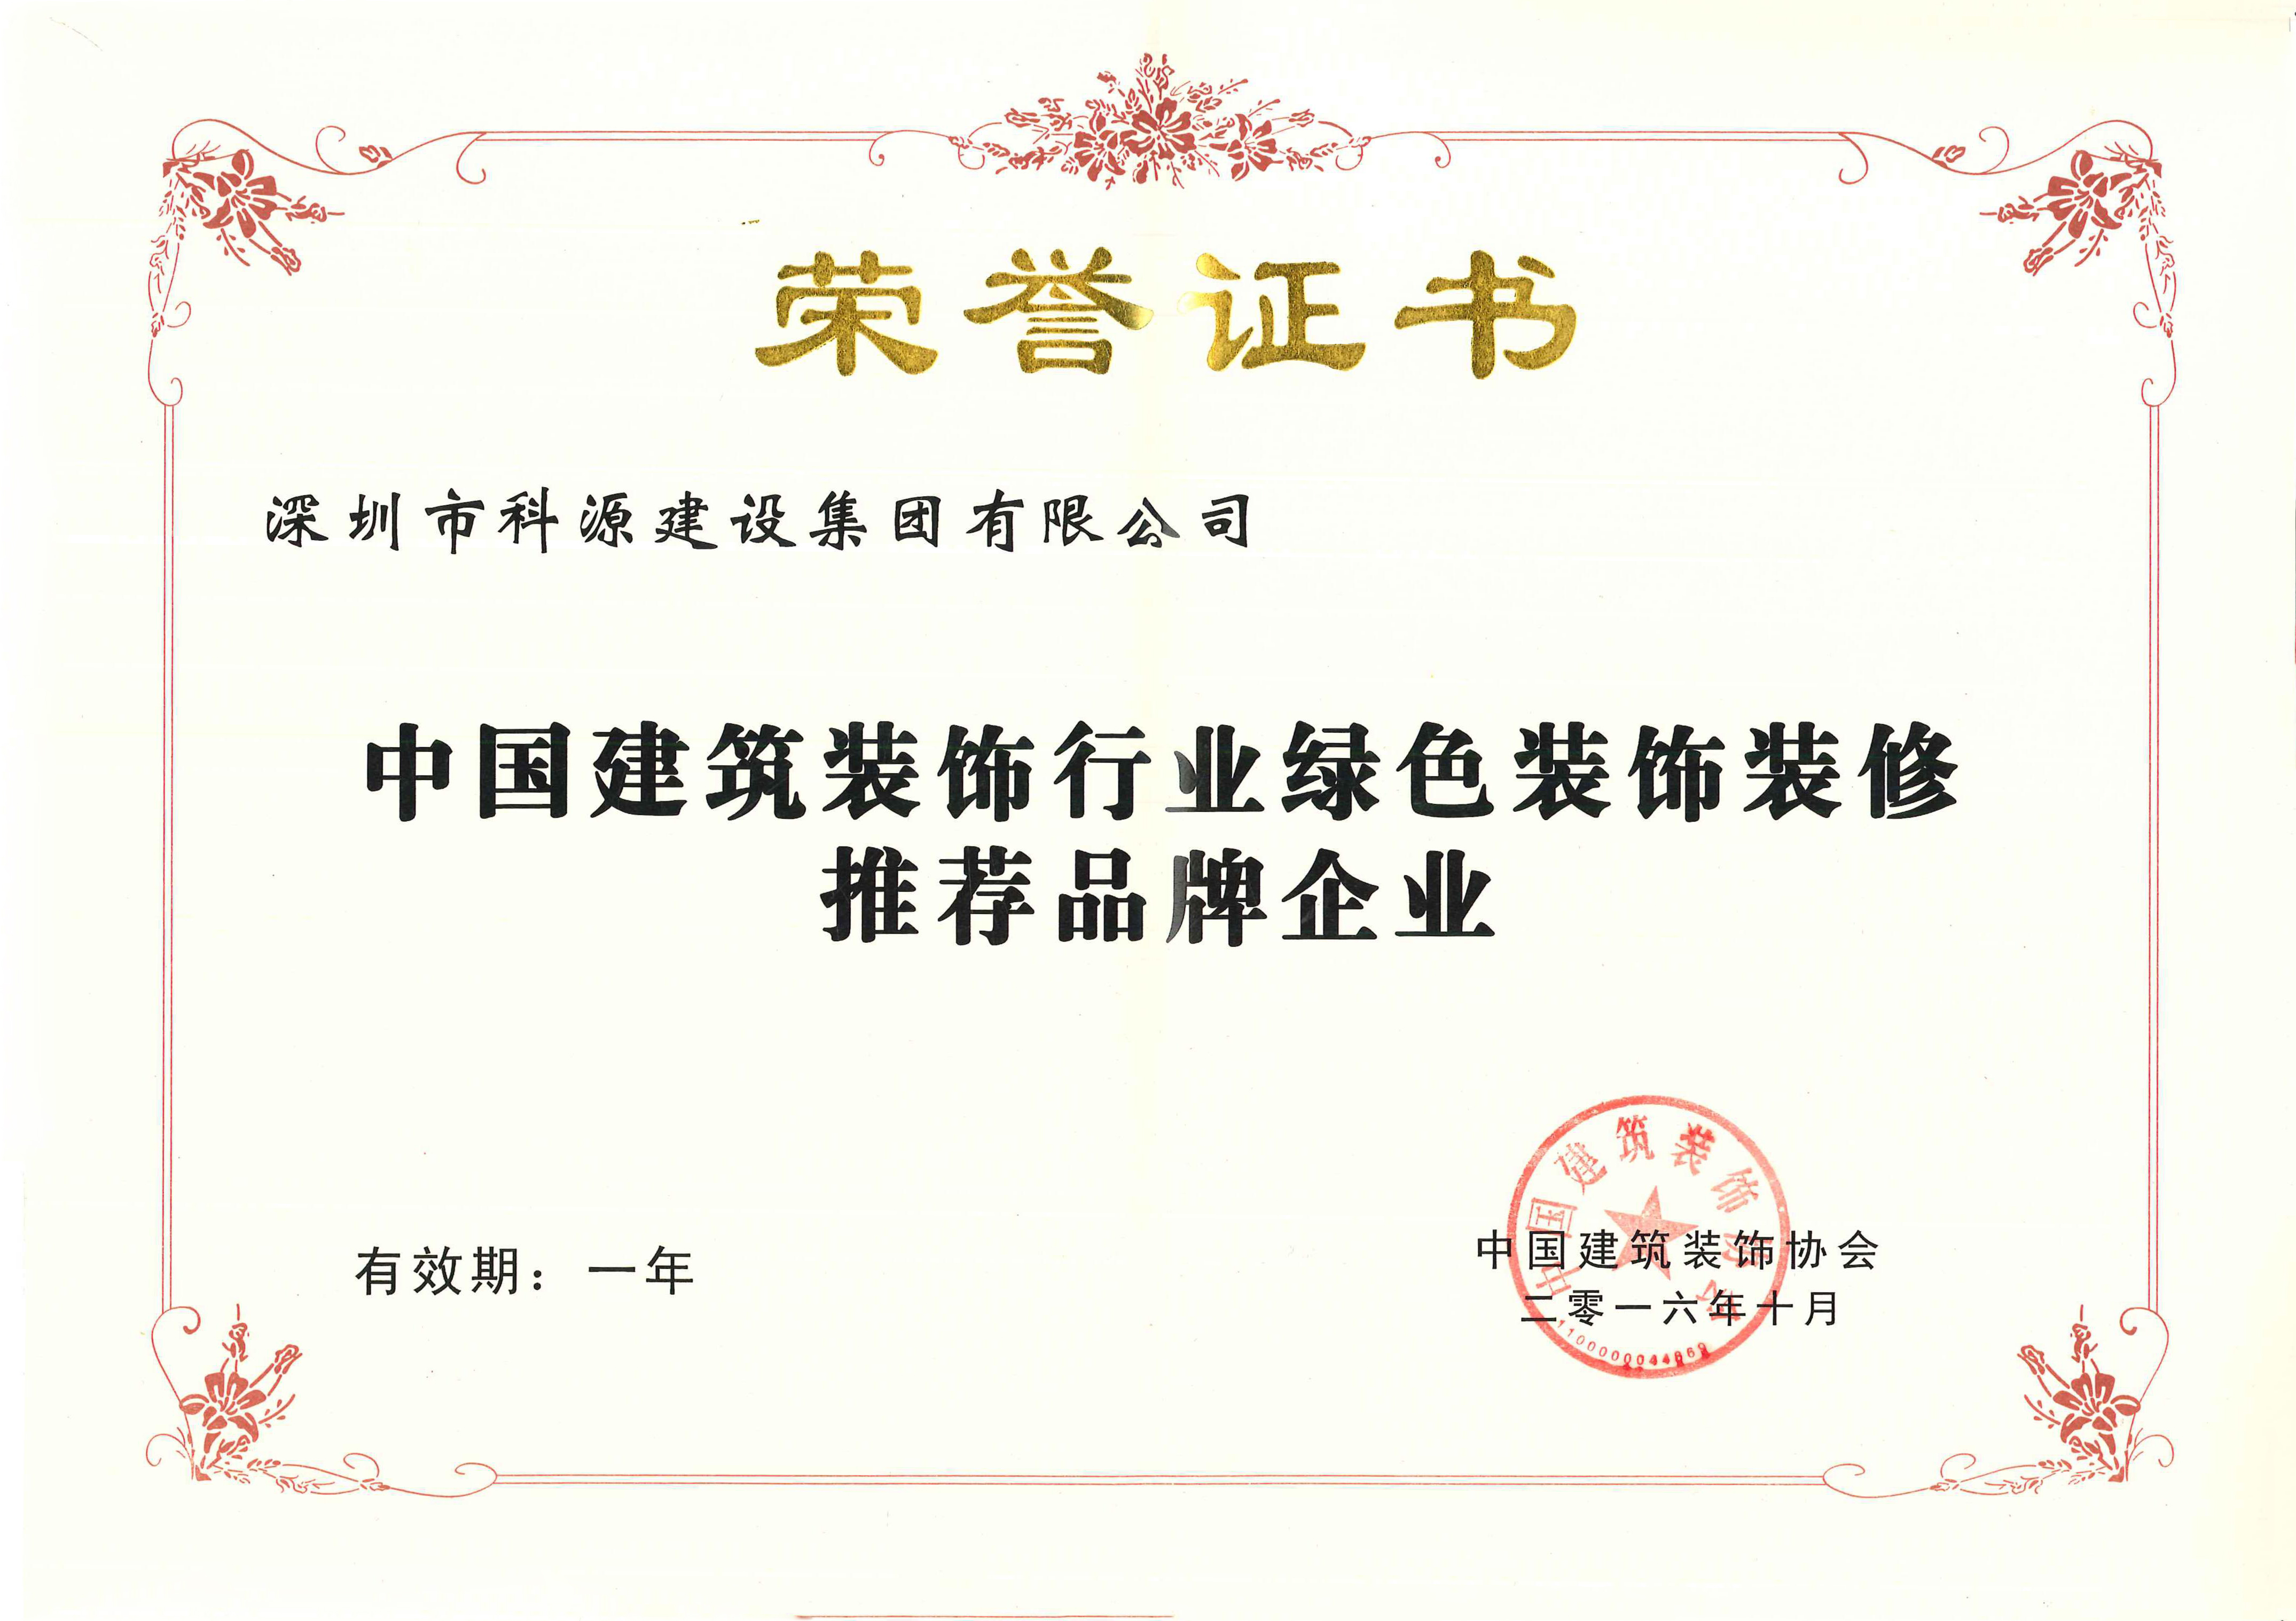 荣誉证书
深圳市科源建设集团有限公司
中国建筑装饰行业绿色装饰装修
推荐品牌企业
有效期：一年
中国建筑装饰协会
二零一六年十月
中国建筑装饰协会